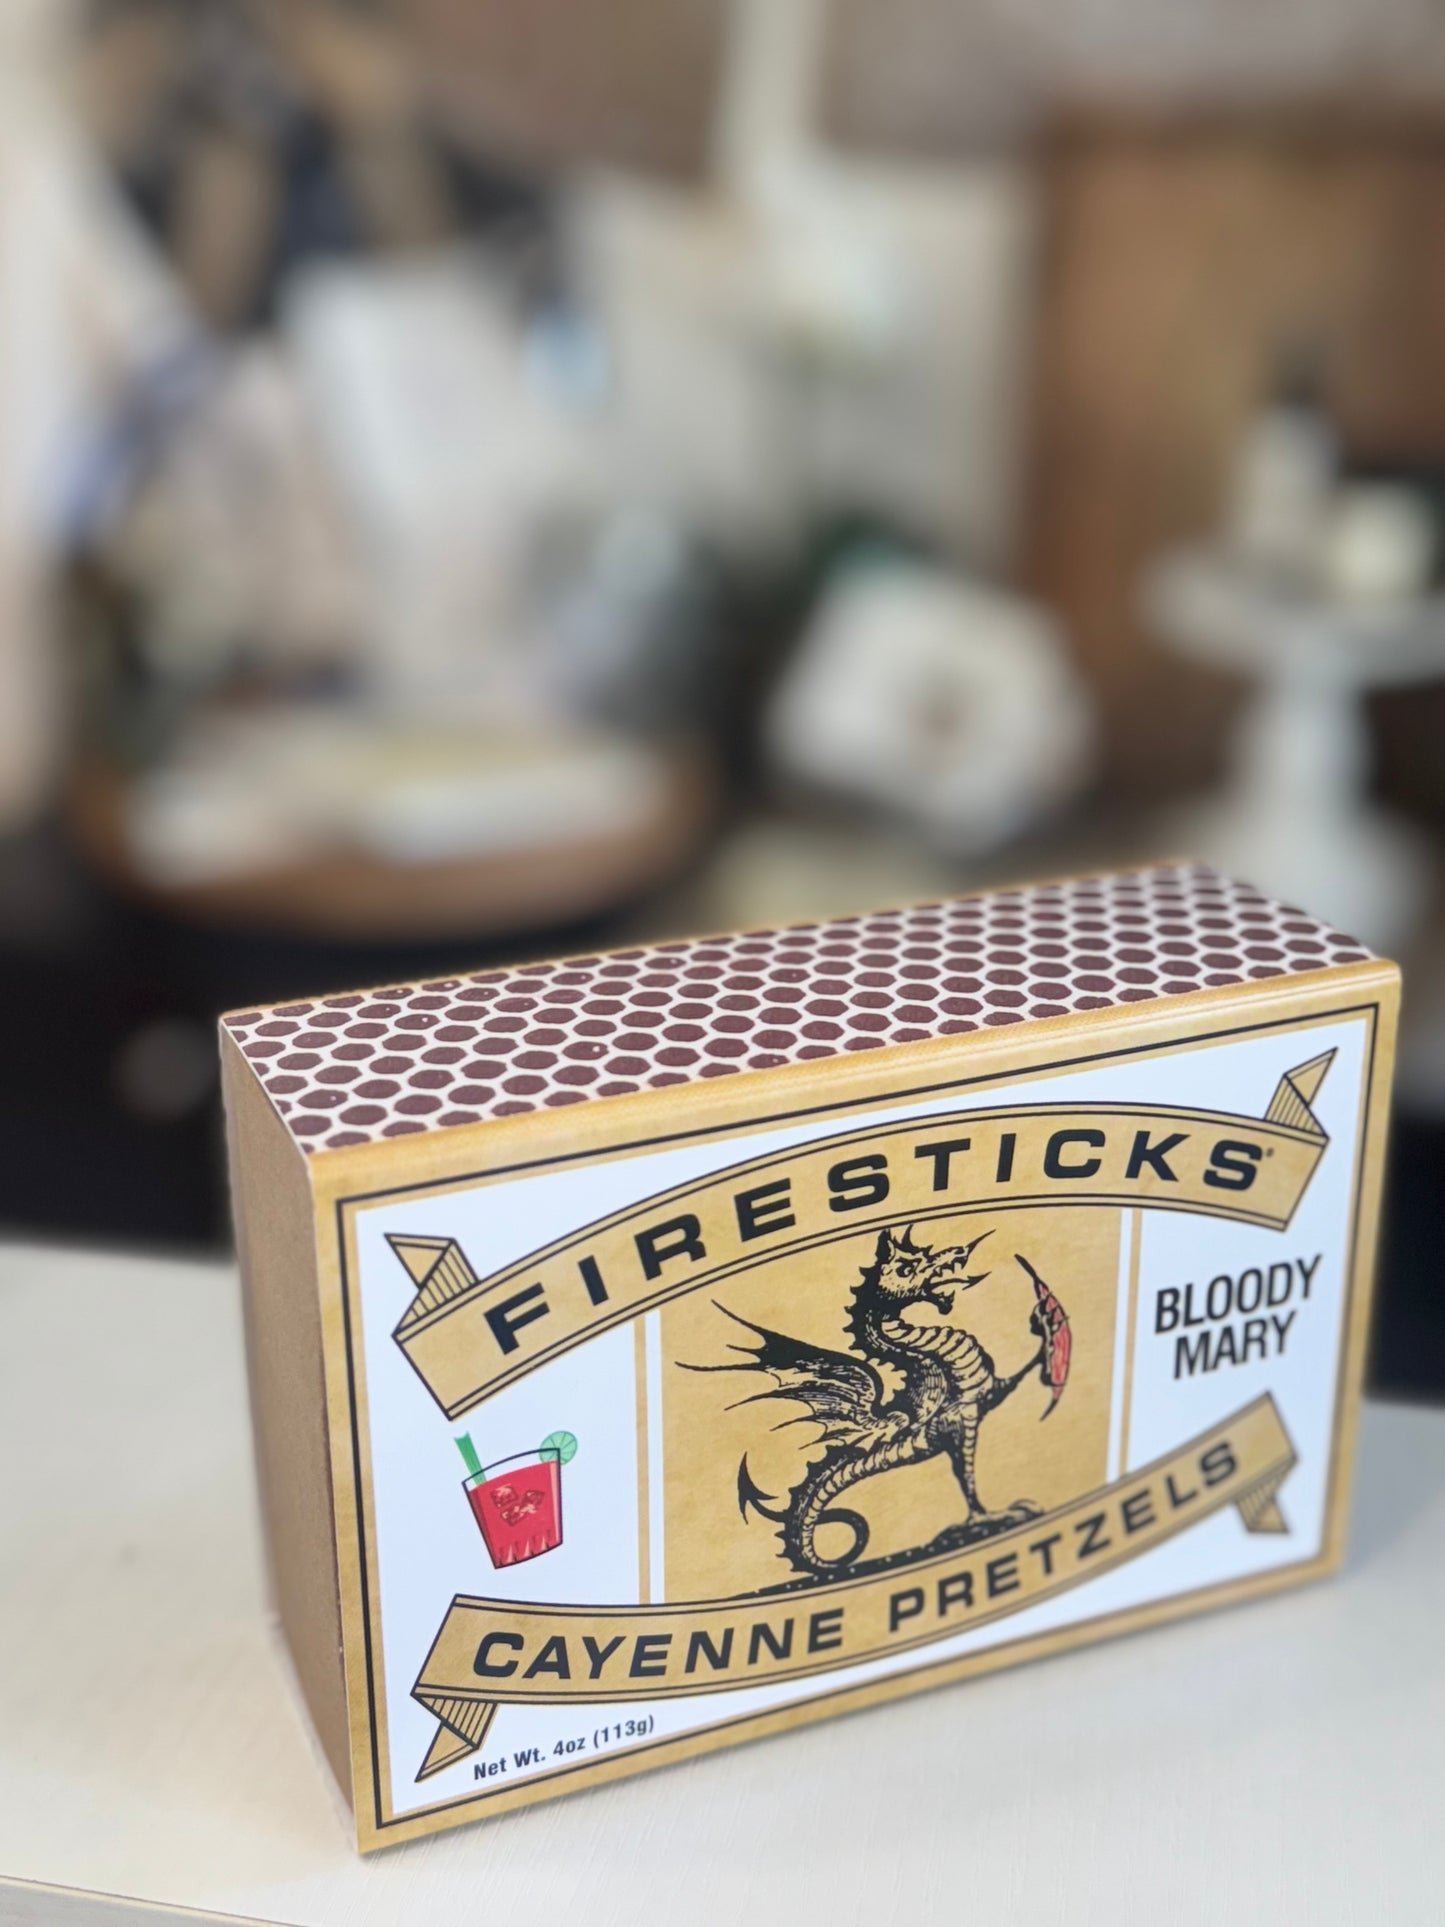 FIRESTICKS®
BLOODY
MARY
CAYENNE PRETZELS
Net Wt. 4oz (113g)